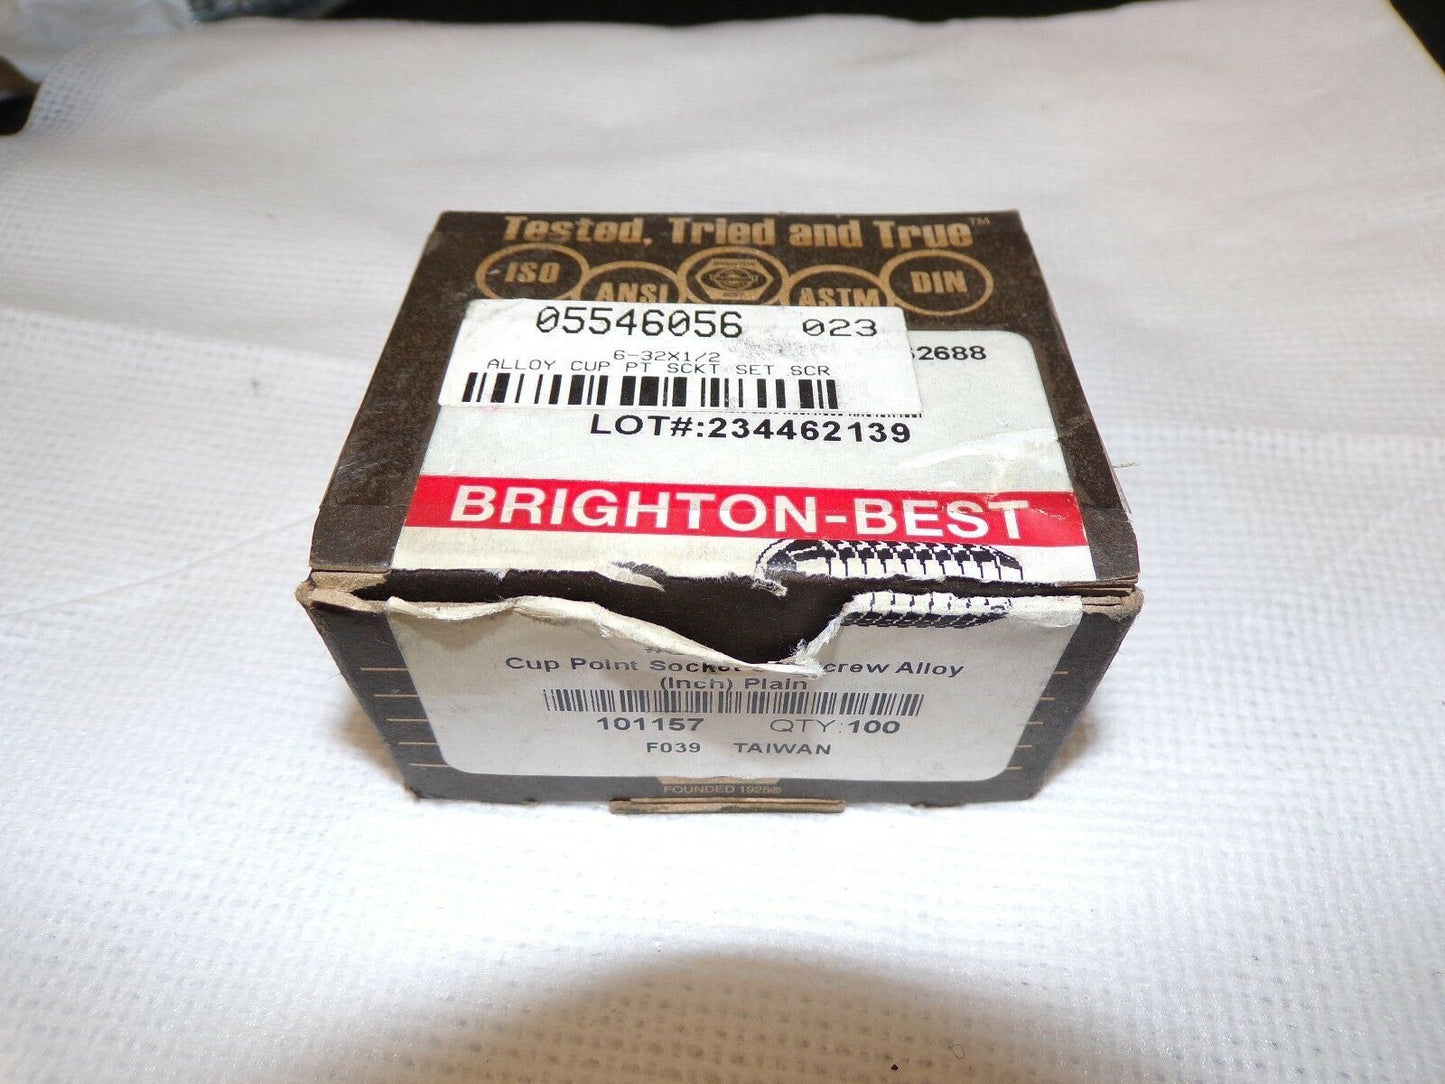 Tested, Tried and True™
ISO ANSI ASTM DIN
05546056 023
6-32X1/2
ALLOY CUP PT SCKT SET SCR
2688
LOT#:234462139
BRIGHTON-BEST
Cup Point Socket crew Alloy
(Inch) Plain
101157 QTY:100
F039 TAIWAN
FOUNDED 1925®